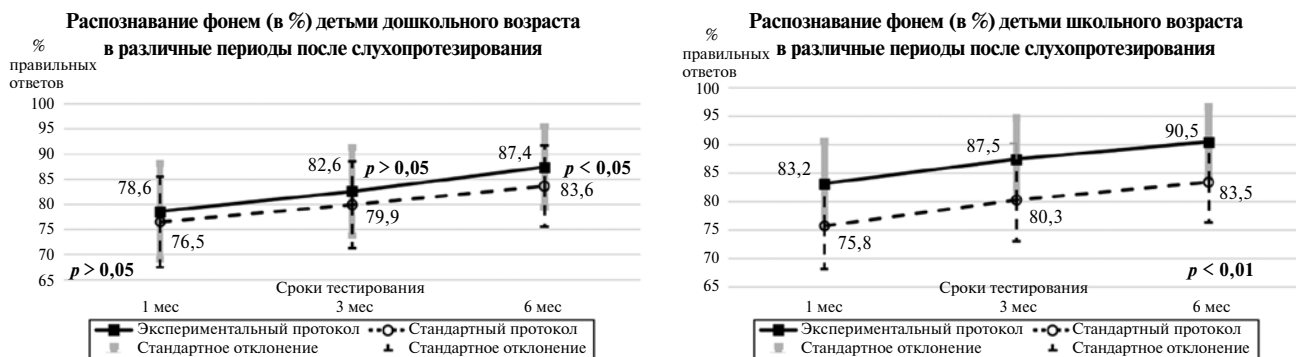 Распознавание фонем (в %) детьми дошкольного возраста
в различные периоды после слухопротезирования
%
правильных
ответов
100
95
90
85
80
75
70
65
78,6
82,6
87,4
76,5
79,9
83,6
p > 0,05
p > 0,05
p < 0,05
Сроки тестирования
1 мес
3 мес
6 мес
Экспериментальный протокол
Стандартный протокол
Стандартное отклонение
Стандартное отклонение
Распознавание фонем (в %) детьми школьного возраста
в различные периоды после слухопротезирования
%
правильных
ответов
100
95
90
85
80
75
70
65
83,2
87,5
90,5
75,8
80,3
83,5
p < 0,01
Сроки тестирования
1 мес
3 мес
6 мес
Экспериментальный протокол
Стандартный протокол
Стандартное отклонение
Стандартное отклонение